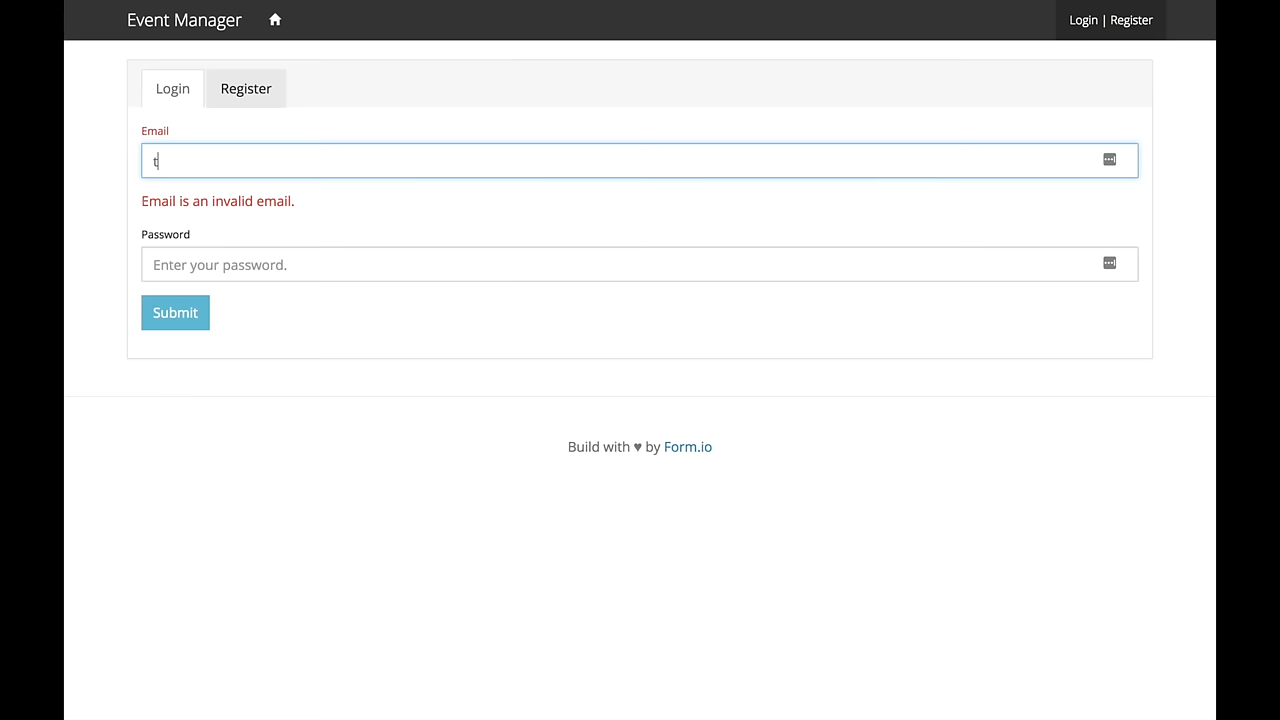 Event Manager
Login | Register
Login Register
Email
t
Email is an invalid email.
Password
Enter your password.
Submit
Build with ♥ by Form.io